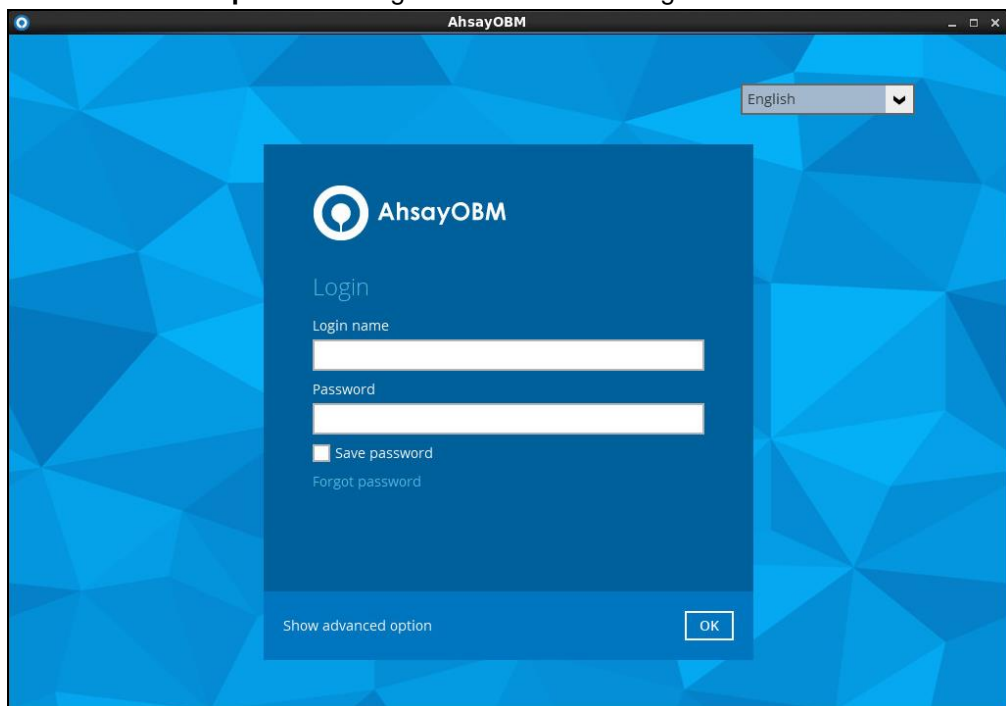 AhsayOBM
English
AhsayOBM
Login
Login name
Password
Save password
Forgot password
Show advanced option
OK